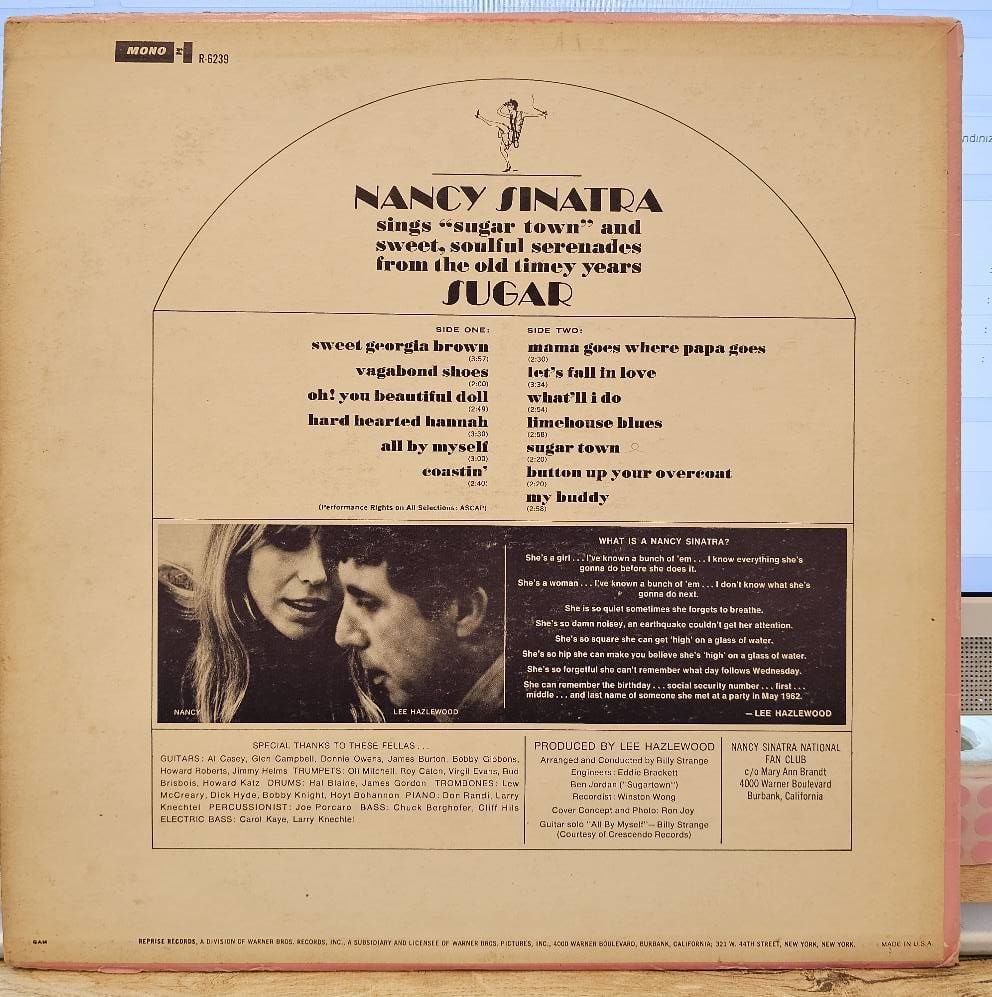 MONO
R-6239
NANCY SINATRA
sings “sugar town” and
sweet, soulful serenades
from the old timey years
SUGAR
SIDE ONE:
sweet georgia brown
(3:57)
vagabond shoes
(2:00)
oh! you beautiful doll
(2:49)
hard hearted hannah
(3:30)
all by myself
(3:00)
coastin'
(2:40)
(Performance Rights on All Selections: ASCAP)
SIDE TWO:
mama goes where papa goes
(2:30)
let's fall in love
(3:34)
what'll i do
(2:54)
limehouse blues
(2:58)
sugar town
(2:20)
button up your overcoat
(2:20)
my buddy
(2:58)
NANCY
LEE HAZLEWOOD
WHAT IS A NANCY SINATRA?
She's a girl . . . I've known a bunch of 'em . . . I know everything she's
gonna do before she does it.
She's a woman . . . I've known a bunch of 'em . . . I don't know what she's
gonna do next.
She is so quiet sometimes she forgets to breathe.
She's so damn noisey, an earthquake couldn't get her attention.
She's so square she can get 'high' on a glass of water.
She's so hip she can make you believe she's 'high' on a glass of water.
She's so forgetful she can't remember what day follows Wednesday.
She can remember the birthday . . . social security number . . . first . . .
middle . . . and last name of someone she met at a party in May 1962.
— LEE HAZLEWOOD
SPECIAL THANKS TO THESE FELLAS . . .
GUITARS: Al Casey, Glen Campbell, Donnie Owens, James Burton, Bobby Gibbons,
Howard Roberts, Jimmy Helms TRUMPETS: Oli Mitchell, Roy Caton, Virgil Evans, Bud
Brisbois, Howard Katz DRUMS: Hal Blaine, James Gordon TROMBONES: Lew
McCreary, Dick Hyde, Bobby Knight, Hoyt Bohannon PIANO: Don Randi, Larry
Knechtel PERCUSSIONIST: Joe Porcaro BASS: Chuck Berghofer, Cliff Hils
ELECTRIC BASS: Carol Kaye, Larry Knechtel
PRODUCED BY LEE HAZLEWOOD
Arranged and Conducted by Billy Strange
Engineers: Eddie Brackett
Ben Jordan ("Sugartown")
Recordist: Winston Wong
Cover Concept and Photo: Ron Joy
Guitar solo "All By Myself"—Billy Strange
(Courtesy of Crescendo Records)
NANCY SINATRA NATIONAL
FAN CLUB
c/o Mary Ann Brandt
4000 Warner Boulevard
Burbank, California
REPRISE RECORDS, A DIVISION OF WARNER BROS. RECORDS, INC., A SUBSIDIARY AND LICENSEE OF WARNER BROS. PICTURES, INC., 4000 WARNER BOULEVARD, BURBANK, CALIFORNIA; 321 W. 44TH STREET, NEW YORK, NEW YORK.
MADE IN U.S.A.